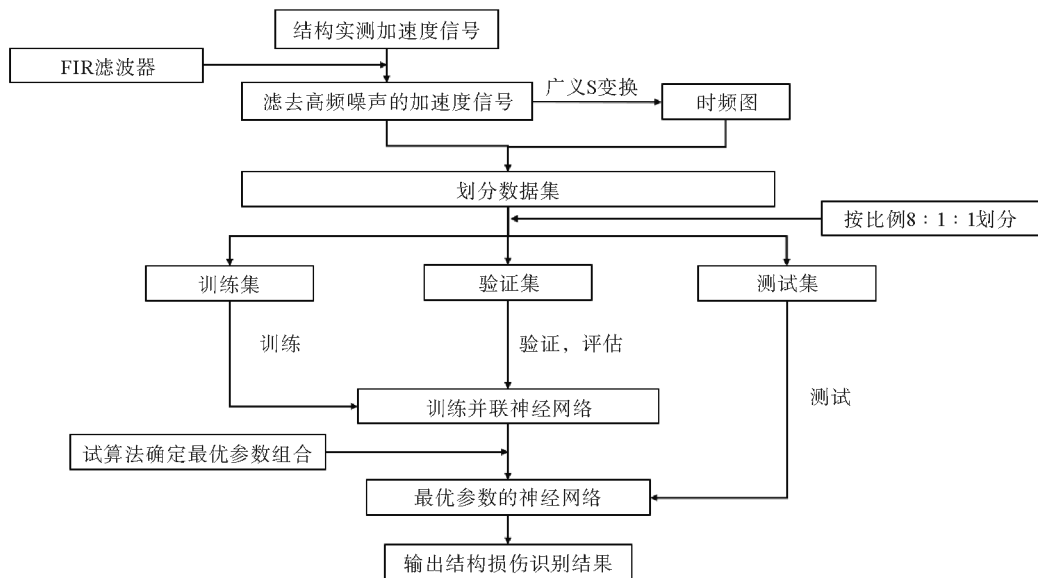 结构实测加速度信号
FIR滤波器
滤去高频噪声的加速度信号
广义S变换
时频图
划分数据集
按比例8：1：1划分
训练集
验证集
测试集
训练
验证，评估
测试
训练并联神经网络
试算法确定最优参数组合
最优参数的神经网络
输出结构损伤识别结果